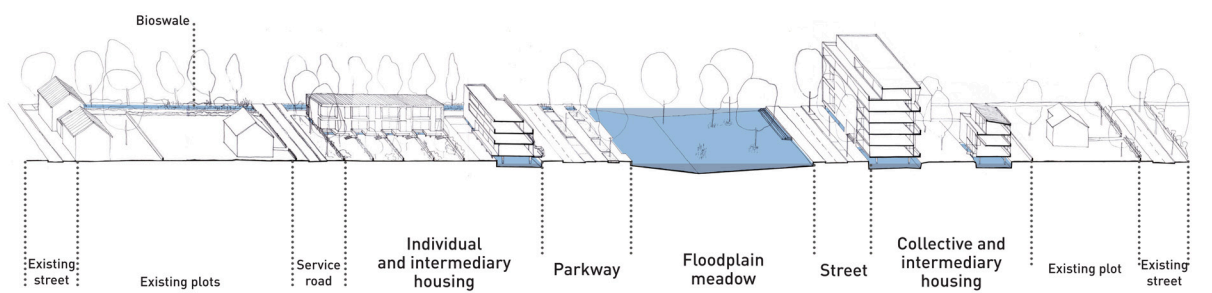 Bioswale
Existing
street
Existing plots
Service
road
Individual
and intermediary
housing
Parkway
Floodplain
meadow
Street
Collective and
intermediary
housing
Existing plot
Existing
street